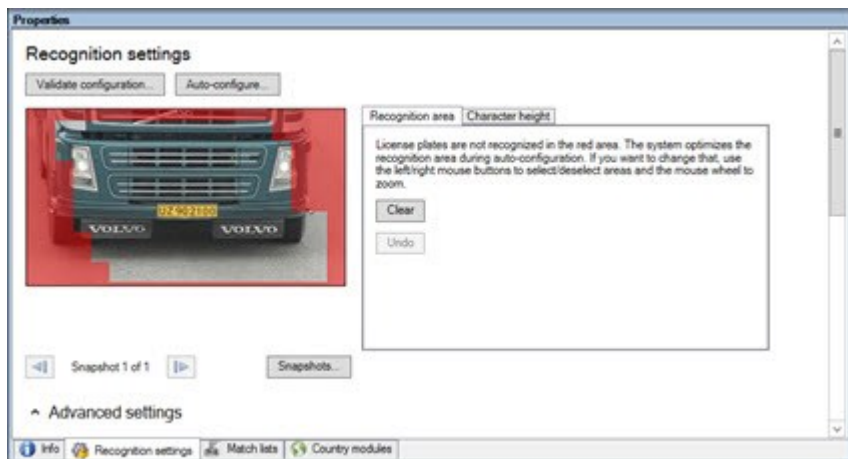 Properties
Recognition settings
Validate configuration...
Auto-configure...
Recognition area
Character height
License plates are not recognized in the red area. The system optimizes the
recognition area during auto-configuration. If you want to change that, use
the left/right mouse buttons to select/deselect areas and the mouse wheel to
zoom.
Clear
Undo
UZ 902100
VOLVO
VOLVO
Snapshot 1 of 1
Snapshots...
Advanced settings
Info
Recognition settings
Match lists
Country modules